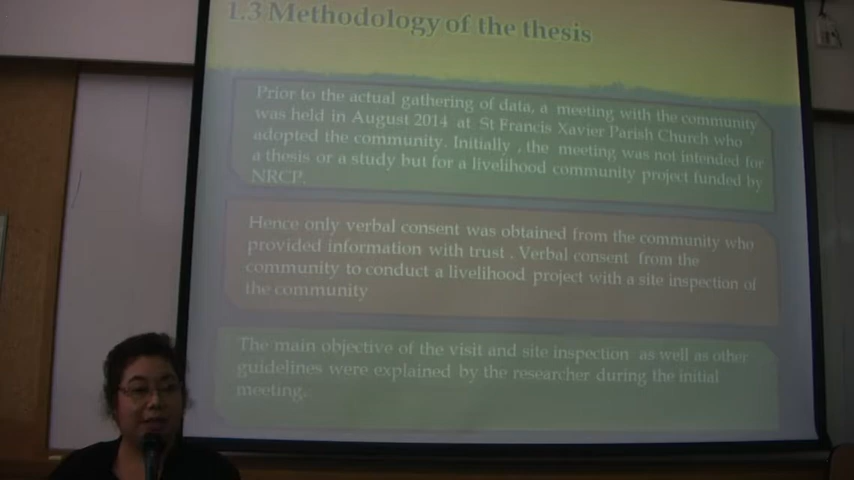 1.3 Methodology of the thesis
Prior to the actual gathering of data, a meeting with the community
was held in August 2014 at St Francis Xavier Parish Church who
adopted the community. Initially , the meeting was not intended for
a thesis or a study but for a livelihood community project funded by
NRCP.
Hence only verbal consent was obtained from the community who
provided information with trust . Verbal consent from the
community to conduct a livelihood project with a site inspection of
the community
The main objective of the visit and site inspection as well as other
guidelines were explained by the researcher during the initial
meeting.